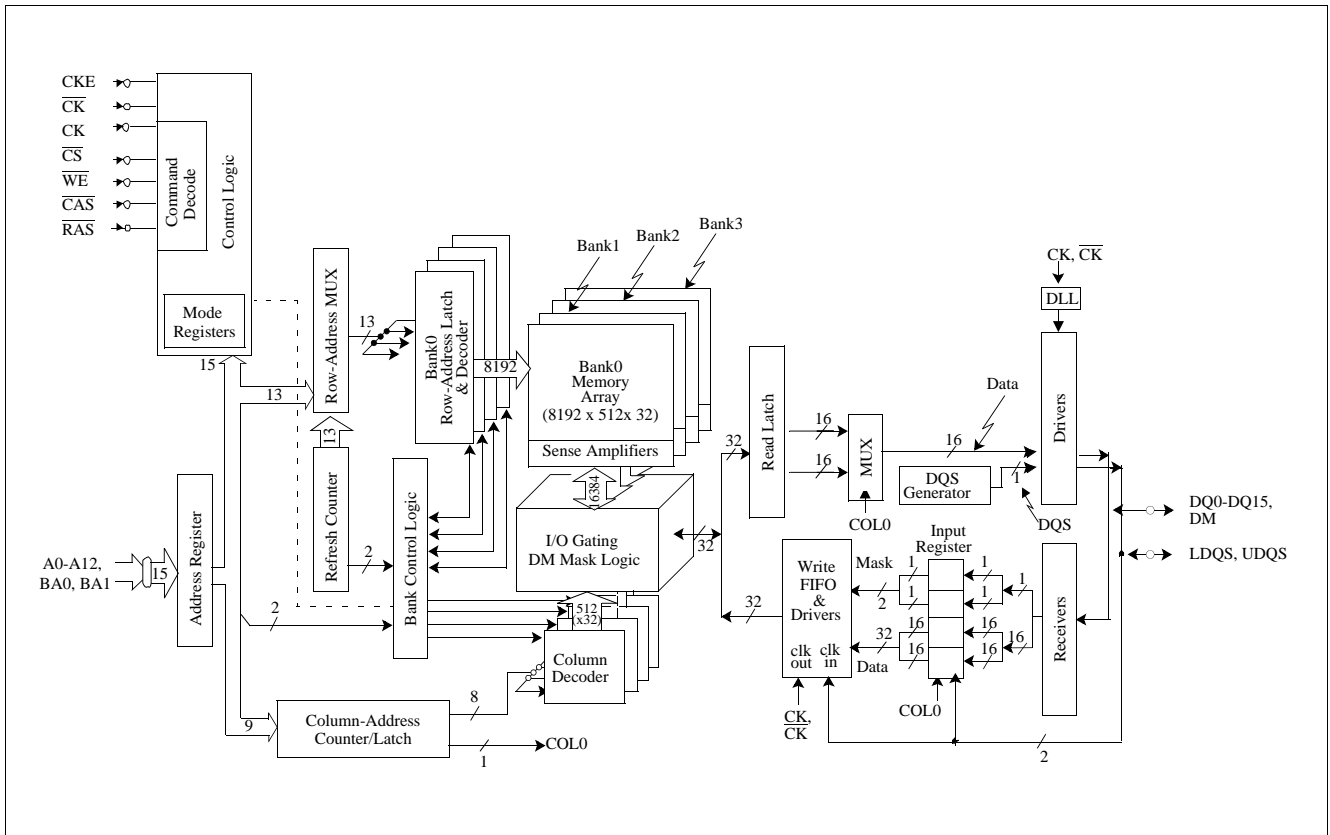 CKE
CK
CK
CS
WE
CAS
RAS
Command
Decode
Control Logic
Mode
Registers
15
13
Row-Address MUX
13
Refresh Counter
13
Bank0
Row-Address Latch
& Decoder
8192
Bank1
Bank2
Bank3
Bank0
Memory
Array
(8192 x 512x 32)
Sense Amplifiers
16384
I/O Gating
DM Mask Logic
32
Bank Control Logic
2
2
512
(x32)
Column
Decoder
A0-A12,
BA0, BA1
15
Address Register
9
Column-Address
Counter/Latch
8
1
COL0
32
Read Latch
16
16
MUX
COL0
16
Data
DQS
Generator
1
DQS
CK, CK
DLL
Drivers
DQ0-DQ15,
DM
LDQS, UDQS
Receivers
Input
Register
1
1
1
1
1
16
16
16
16
16
COL0
Mask
2
32
Data
Write
FIFO
&
Drivers
clk
out
clk
in
CK,
CK
32
2